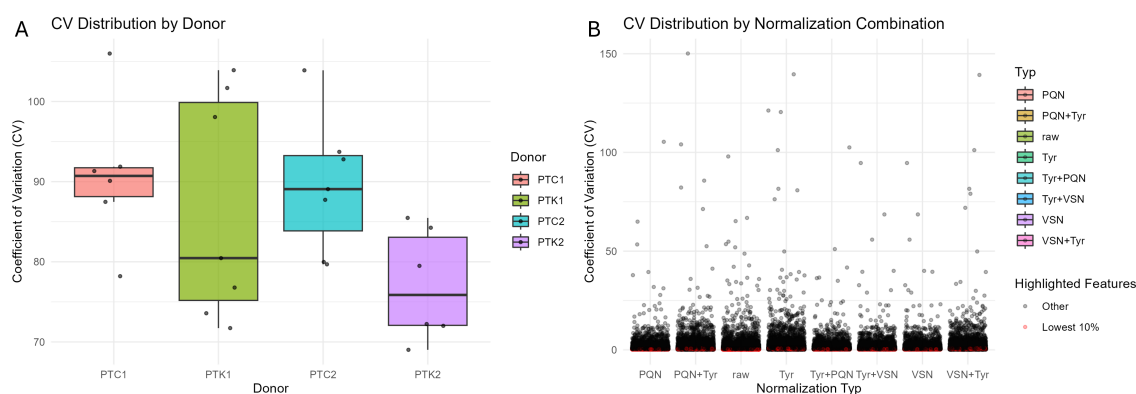 A
CV Distribution by Donor
Coefficient of Variation (CV)
100
90
80
70
PTC1 PTK1 PTC2 PTK2
Donor
Donor
PTC1
PTK1
PTC2
PTK2
B
CV Distribution by Normalization Combination
Coefficient of Variation (CV)
150
100
50
0
PQN PQN+Tyr raw Tyr Tyr+PQN Tyr+VSN VSN VSN+Tyr
Normalization Typ
Typ
PQN
PQN+Tyr
raw
Tyr
Tyr+PQN
Tyr+VSN
VSN
VSN+Tyr
Highlighted Features
Other
Lowest 10%